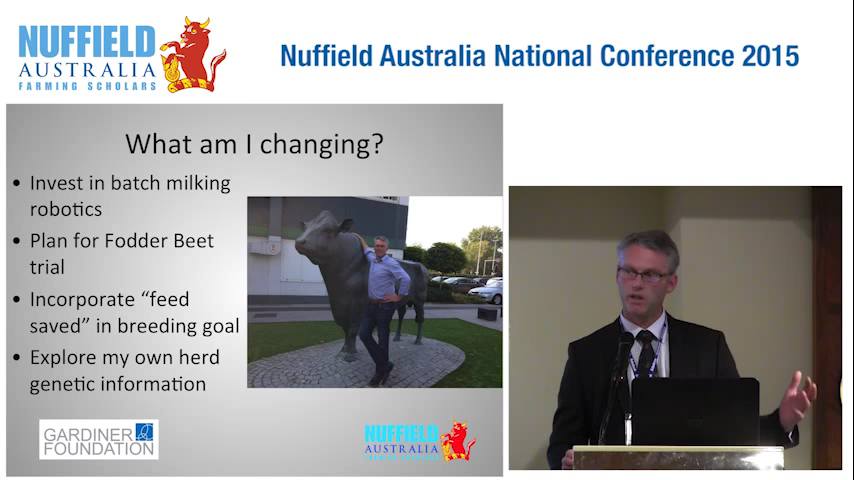 NUFFIELD
AUSTRALIA
FARMING SCHOLARS
Nuffield Australia National Conference 2015
What am I changing?
• Invest in batch milking
robotics
• Plan for Fodder Beet
trial
• Incorporate “feed
saved” in breeding goal
• Explore my own herd
genetic information
GARDINER
FOUNDATION
NUFFIELD
AUSTRALIA
FARMING SCHOLARS